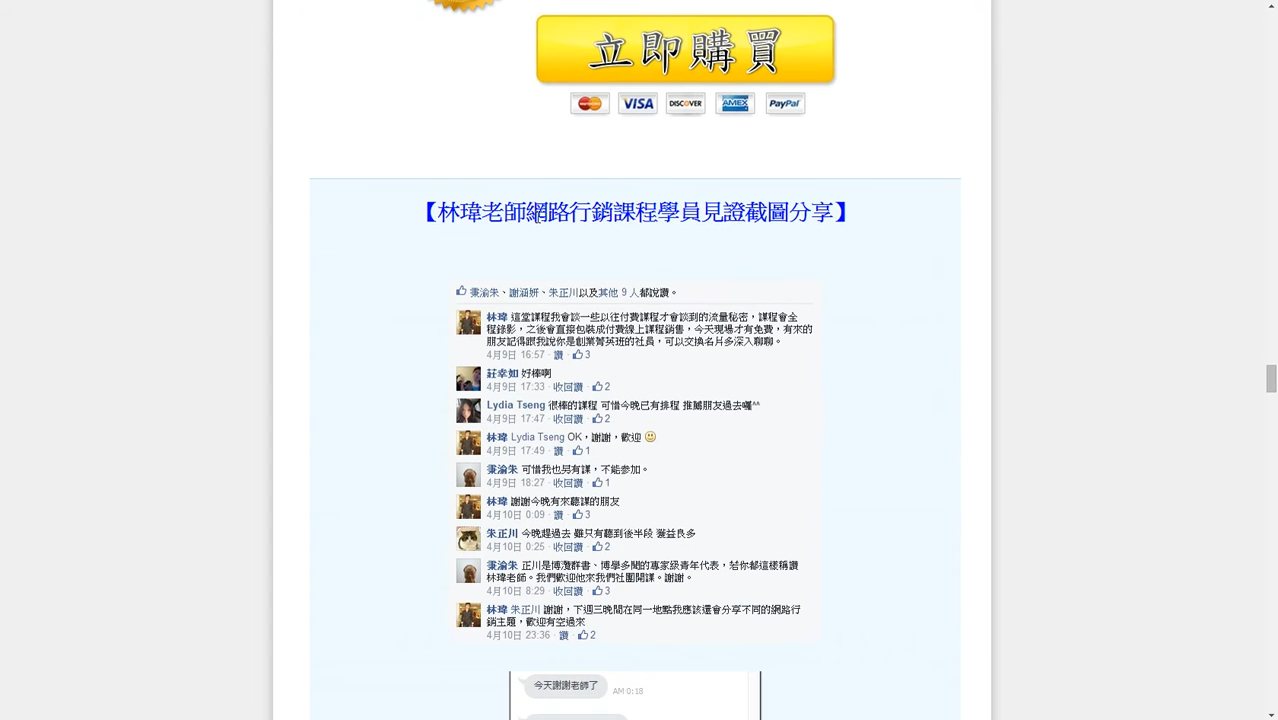 立即購買
MasterCard VISA DISCOVER AMEX PayPal
【林瑋老師網路行銷課程學員見證截圖分享】
秉渝朱、謝涵妍、朱正川以及其他 9 人都說讚。
林瑋 這堂課程我會談一些以往付費課程才會談到的流量秘密，課程會全
程錄影，之後會直接包裝成付費線上課程銷售，今天現場才有免費，有來的
朋友記得跟我說你是創業菁英班的社員，可以交換名片多深入聊聊。
4月9日 16:57 · 讚 · 3
莊幸如 好棒啊
4月9日 17:33 · 收回讚 · 2
Lydia Tseng 很棒的課程 可惜今晚已有排程 推薦朋友過去囉^^
4月9日 17:47 · 收回讚 · 2
林瑋 Lydia Tseng OK，謝謝，歡迎
4月9日 17:49 · 讚 · 1
秉渝朱 可惜我也另有課，不能參加。
4月9日 18:27 · 收回讚 · 1
林瑋 謝謝今晚有來聽課的朋友
4月10日 0:09 · 讚 · 3
朱正川 今晚趕過去 雖只有聽到後半段 獲益良多
4月10日 0:25 · 收回讚 · 2
秉渝朱 正川是博覽群書、博學多聞的專家級青年代表，若你都這樣稱讚
林瑋老師。我們歡迎他來我們社團開課。謝謝。
4月10日 8:29 · 收回讚 · 3
林瑋 朱正川 謝謝，下週三晚間在同一地點我應該還會分享不同的網路行
銷主題，歡迎有空過來
4月10日 23:36 · 讚 · 2
今天謝謝老師了
AM 0:18